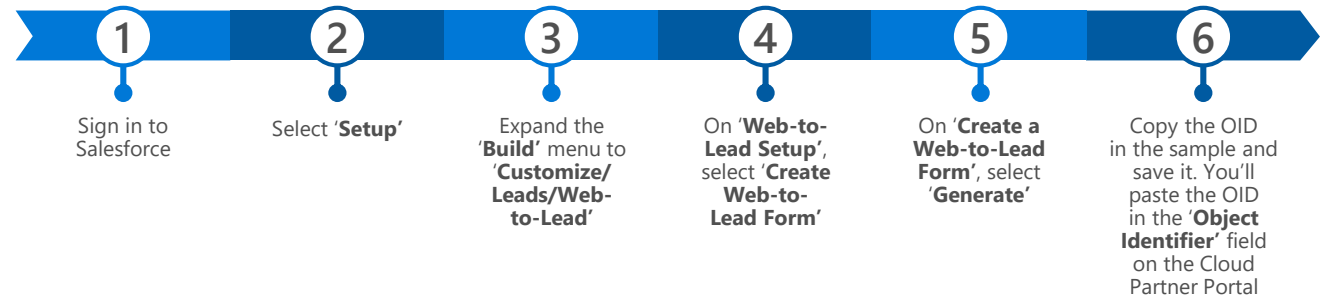 1
Sign in to
Salesforce
2
Select ‘Setup’
3
Expand the
‘Build’ menu to
‘Customize/
Leads/Web-
to-Lead’
4
On ‘Web-to-
Lead Setup’,
select ‘Create
Web-to-
Lead Form’
5
On ‘Create a
Web-to-Lead
Form’, select
‘Generate’
6
Copy the OID
in the sample and
save it. You’ll
paste the OID
in the ‘Object
Identifier’ field
on the Cloud
Partner Portal